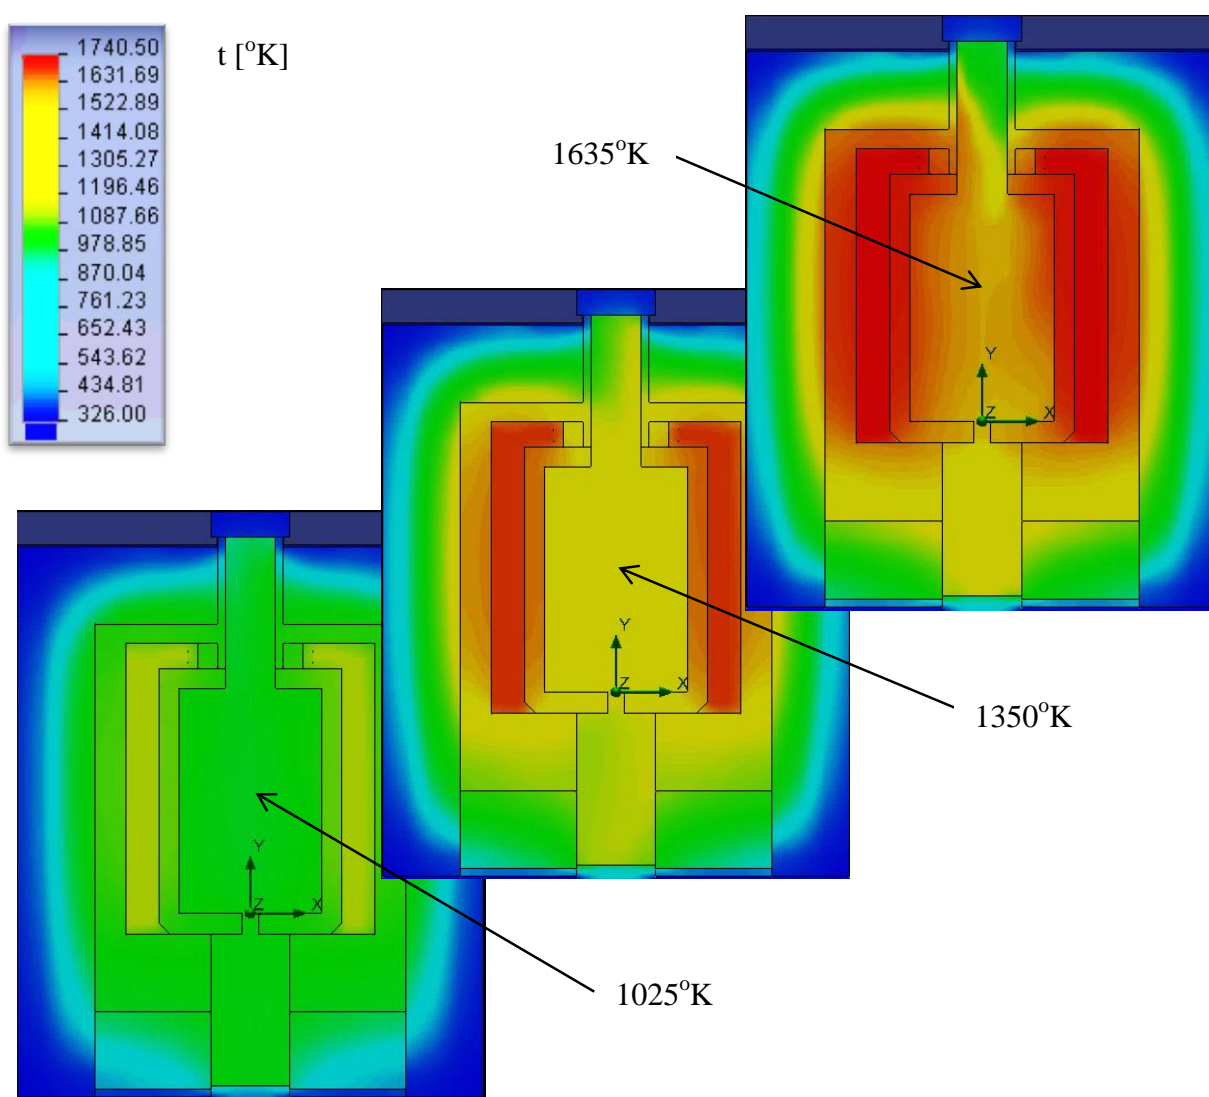 1740.50
1631.69
1522.89
1414.08
1305.27
1196.46
1087.66
978.85
870.04
761.23
652.43
543.62
434.81
326.00
t [°K]
1635°K
Y
Z
X
1350°K
Y
Z
X
1025°K
Y
Z
X